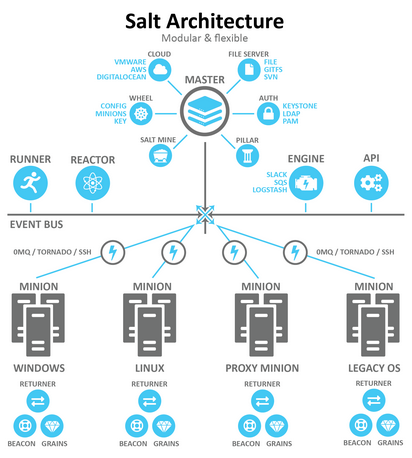 Salt Architecture
Modular & flexible
CLOUD
VMWARE
AWS
DIGITALOCEAN
FILE SERVER
FILE
GITFS
SVN
MASTER
WHEEL
CONFIG
MINIONS
KEY
AUTH
KEYSTONE
LDAP
PAM
SALT MINE
PILLAR
RUNNER
REACTOR
ENGINE
SLACK
SQS
LOGSTASH
API
EVENT BUS
0MQ / TORNADO / SSH
0MQ / TORNADO / SSH
MINION
MINION
MINION
MINION
WINDOWS
LINUX
PROXY MINION
LEGACY OS
RETURNER
RETURNER
RETURNER
RETURNER
BEACON GRAINS
BEACON GRAINS
BEACON GRAINS
BEACON GRAINS